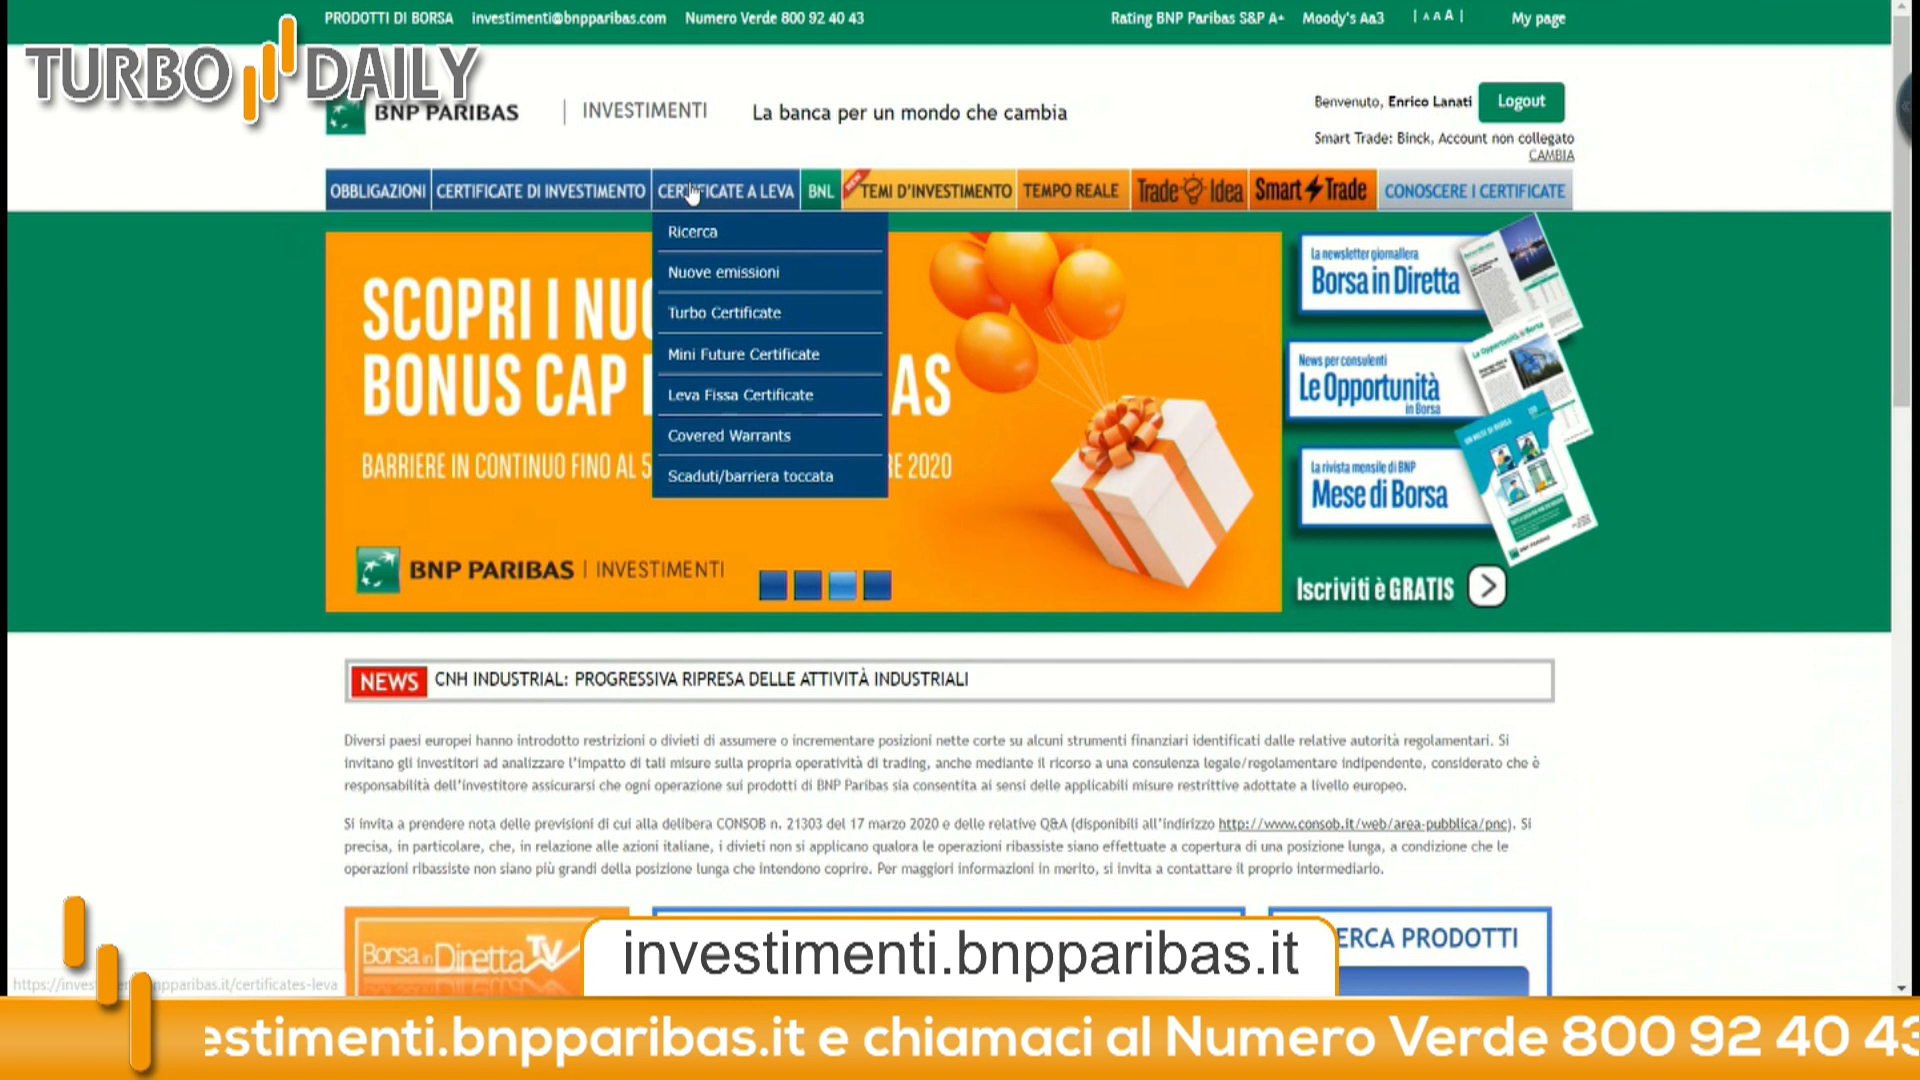 PRODOTTI DI BORSA investimenti@bnpparibas.com Numero Verde 800 92 40 43 Rating BNP Paribas S&P A+ Moody's Aa3 | A A A | My page
TURBO DAILY
BNP PARIBAS | INVESTIMENTI La banca per un mondo che cambia
Benvenuto, Enrico Lanati Logout
Smart Trade: Binck, Account non collegato
CAMBIA
OBBLIGAZIONI CERTIFICATE DI INVESTIMENTO CERTIFICATE A LEVA BNL NEW TEMI D'INVESTIMENTO TEMPO REALE Trade Idea Smart Trade CONOSCERE I CERTIFICATE
Ricerca
Nuove emissioni
Turbo Certificate
Mini Future Certificate
Leva Fissa Certificate
Covered Warrants
Scaduti/barriera toccata
SCOPRI I NUO
BONUS CAP AS
BARRIERE IN CONTINUO FINO AL 5 RE 2020
BNP PARIBAS | INVESTIMENTI
La newsletter giornaliera
Borsa in Diretta
News per consulenti
Le Opportunità
in Borsa
La rivista mensile di BNP
Mese di Borsa
Iscriviti è GRATIS
NEWS CNH INDUSTRIAL: PROGRESSIVA RIPRESA DELLE ATTIVITÀ INDUSTRIALI
Diversi paesi europei hanno introdotto restrizioni o divieti di assumere o incrementare posizioni nette corte su alcuni strumenti finanziari identificati dalle relative autorità regolamentari. Si
invitano gli investitori ad analizzare l'impatto di tali misure sulla propria operatività di trading, anche mediante il ricorso a una consulenza legale/regolamentare indipendente, considerato che è
responsabilità dell'investitore assicurarsi che ogni operazione sui prodotti di BNP Paribas sia consentita ai sensi delle applicabili misure restrittive adottate a livello europeo.
Si invita a prendere nota delle previsioni di cui alla delibera CONSOB n. 21303 del 17 marzo 2020 e delle relative Q&A (disponibili all'indirizzo http://www.consob.it/web/area-pubblica/pnc). Si
precisa, in particolare, che, in relazione alle azioni italiane, i divieti non si applicano qualora le operazioni ribassiste siano effettuate a copertura di una posizione lunga, a condizione che le
operazioni ribassiste non siano più grandi della posizione lunga che intendono coprire. Per maggiori informazioni in merito, si invita a contattare il proprio intermediario.
Borsa in Diretta TV
ERCA PRODOTTI
investimenti.bnpparibas.it
https://inves npparibas.it/certificates-leva
estimenti.bnpparibas.it e chiamaci al Numero Verde 800 92 40 43